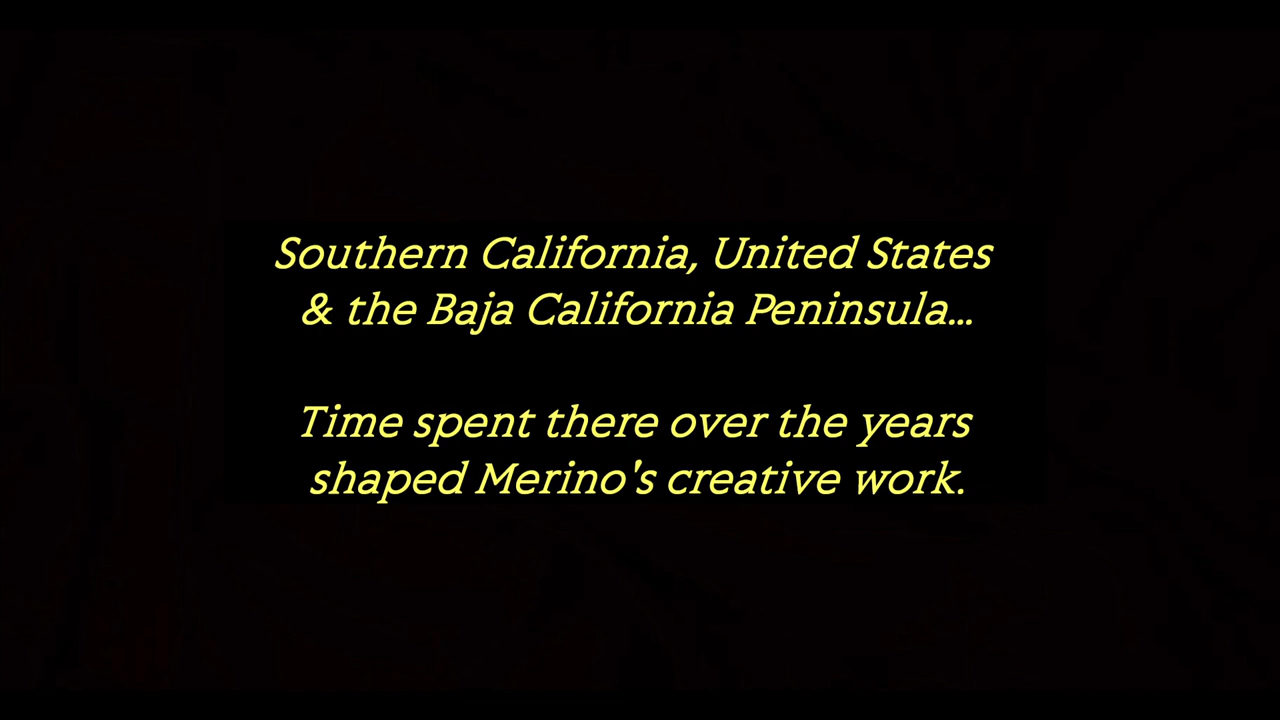 Southern California, United States
& the Baja California Peninsula...
Time spent there over the years
shaped Merino's creative work.